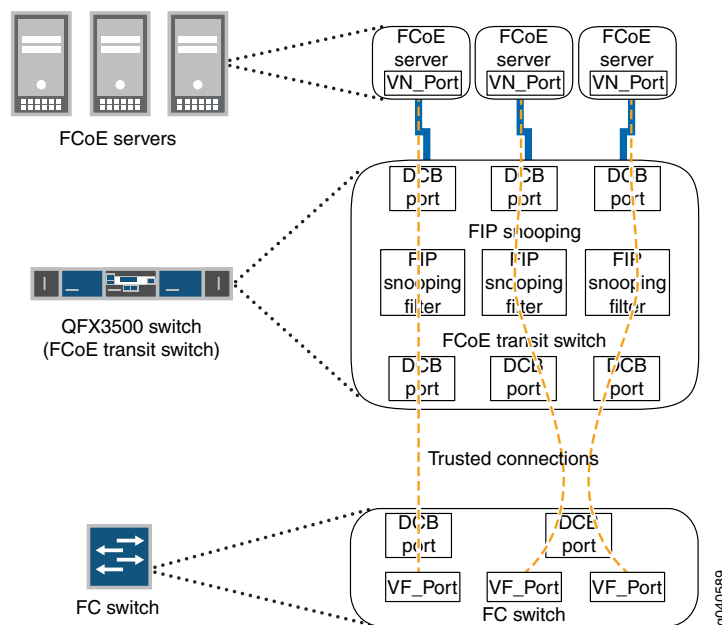 FCoE
server
VN_Port
FCoE
server
VN_Port
FCoE
server
VN_Port
FCoE servers
DCB
port
DCB
port
DCB
port
FIP snooping
FIP
snooping
filter
FIP
snooping
filter
FIP
snooping
filter
QFX3500 switch
(FCoE transit switch)
FCoE transit switch
DCB
port
DCB
port
DCB
port
Trusted connections
DCB
port
DCB
port
VF_Port
VF_Port
VF_Port
FC switch
FC switch
g040589